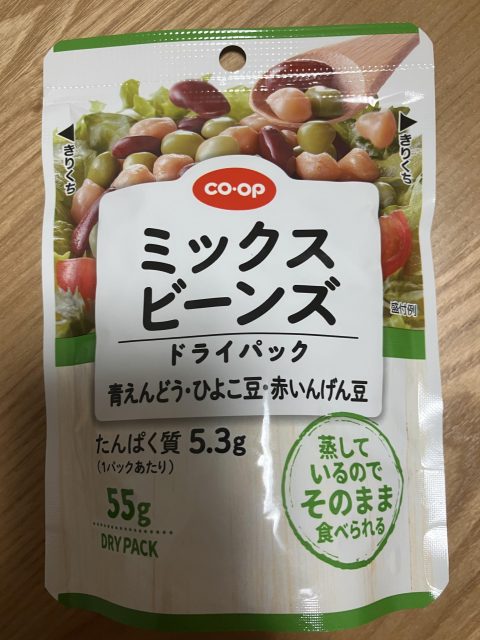 きりくち
きりくち
CO·OP
ミックス
ビーンズ
盛付例
ドライパック
青えんどう・ひよこ豆・赤いんげん豆
たんぱく質 5.3g
(1パックあたり)
蒸して
いるので
そのまま
食べられる
55g
DRY PACK